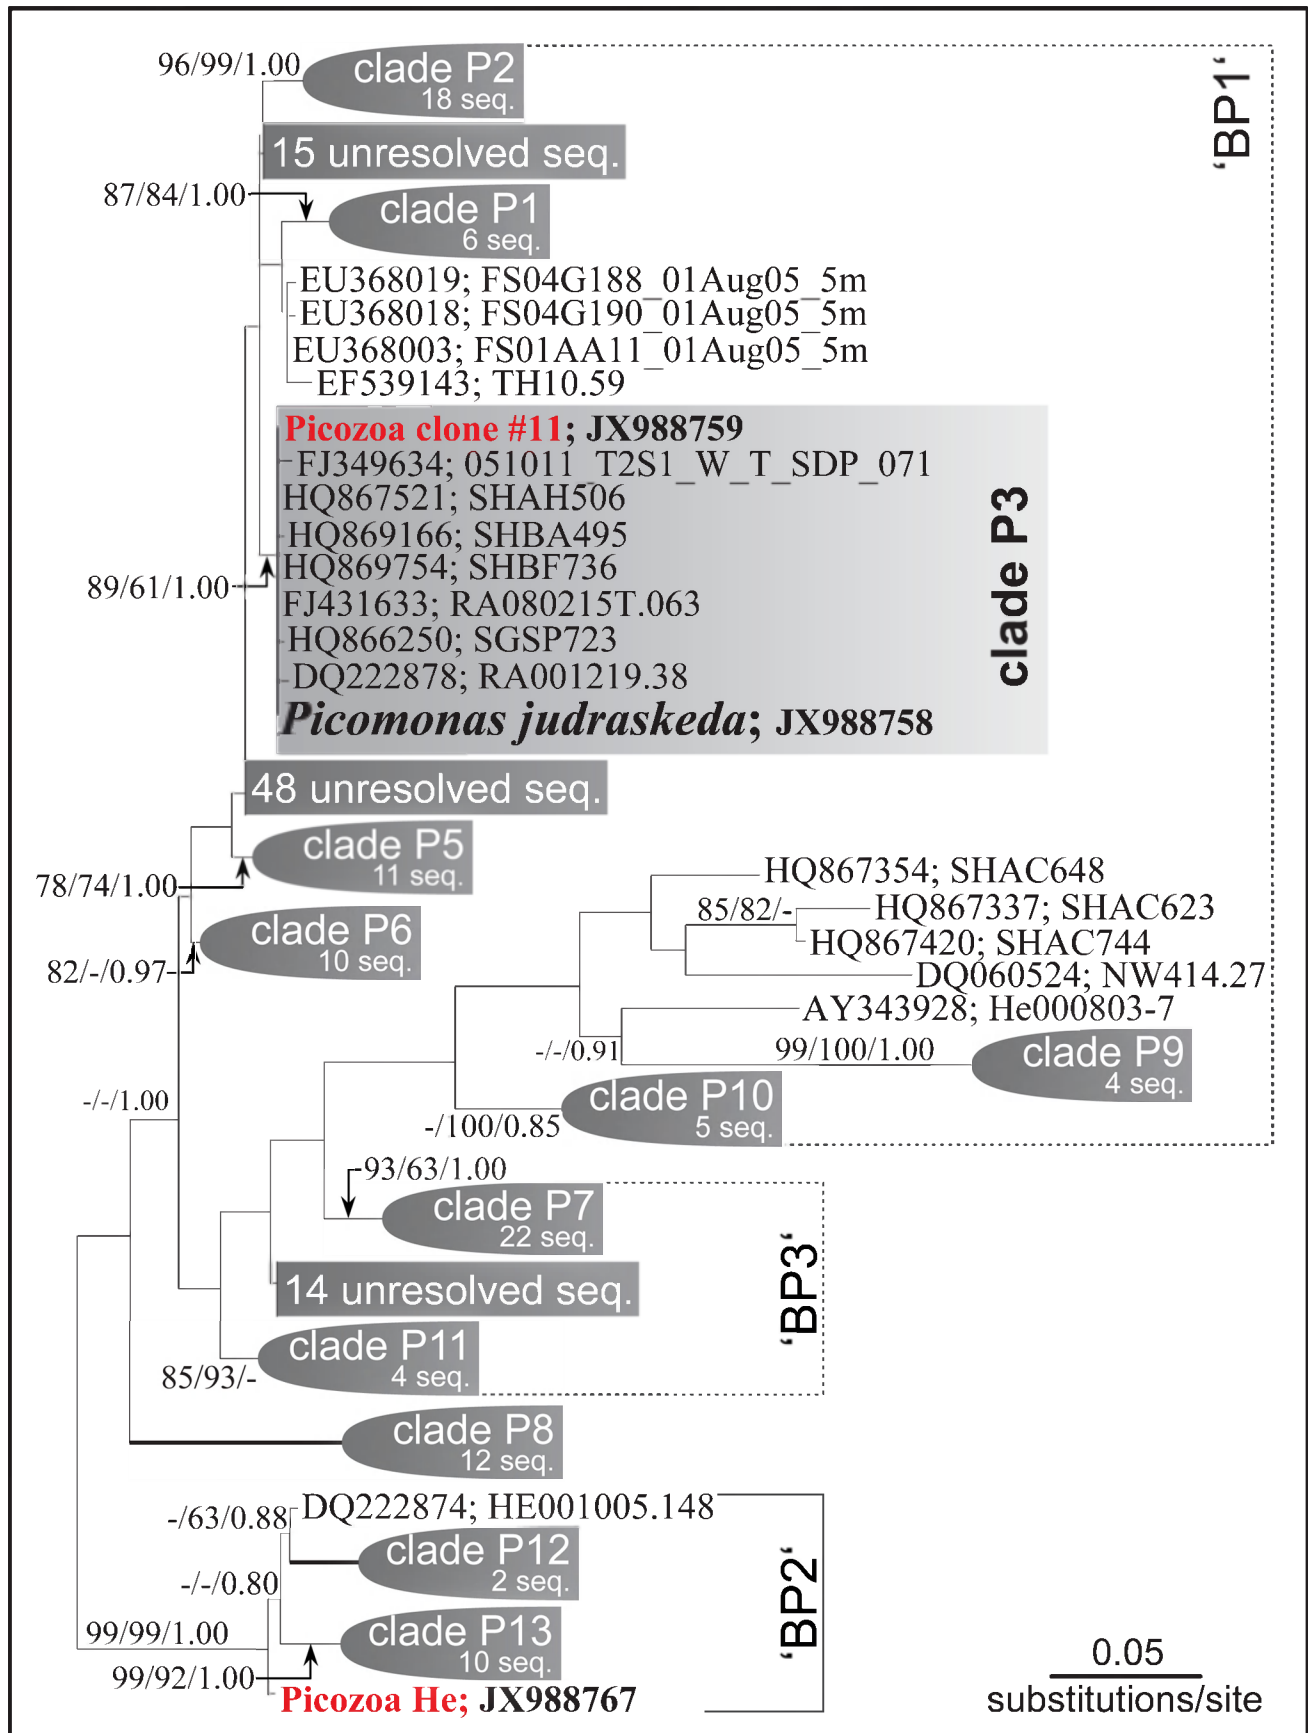 96/99/1.00
clade P2
18 seq.
'BP1'
15 unresolved seq.
87/84/1.00
clade P1
6 seq.
EU368019; FS04G188_01Aug05_5m
EU368018; FS04G190_01Aug05_5m
EU368003; FS01AA11_01Aug05_5m
EF539143; TH10.59
Picozoa clone #11; JX988759
FJ349634; 051011_T2S1_W_T_SDP_071
HQ867521; SHAH506
HQ869166; SHBA495
HQ869754; SHBF736
89/61/1.00
FJ431633; RA080215T.063
HQ866250; SGSP723
DQ222878; RA001219.38
Picomonas judraskeda; JX988758
clade P3
48 unresolved seq.
clade P5
11 seq.
78/74/1.00
clade P6
10 seq.
82/-/0.97
HQ867354; SHAC648
85/82/-
HQ867337; SHAC623
HQ867420; SHAC744
DQ060524; NW414.27
AY343928; He000803-7
-/-/0.91
99/100/1.00
clade P9
4 seq.
-/-/1.00
clade P10
5 seq.
-/100/0.85
93/63/1.00
clade P7
22 seq.
'BP3'
14 unresolved seq.
clade P11
4 seq.
85/93/-
clade P8
12 seq.
DQ222874; HE001005.148
-/63/0.88
clade P12
2 seq.
-/-/0.80
'BP2'
99/99/1.00
clade P13
10 seq.
99/92/1.00
Picozoa He; JX988767
0.05
substitutions/site